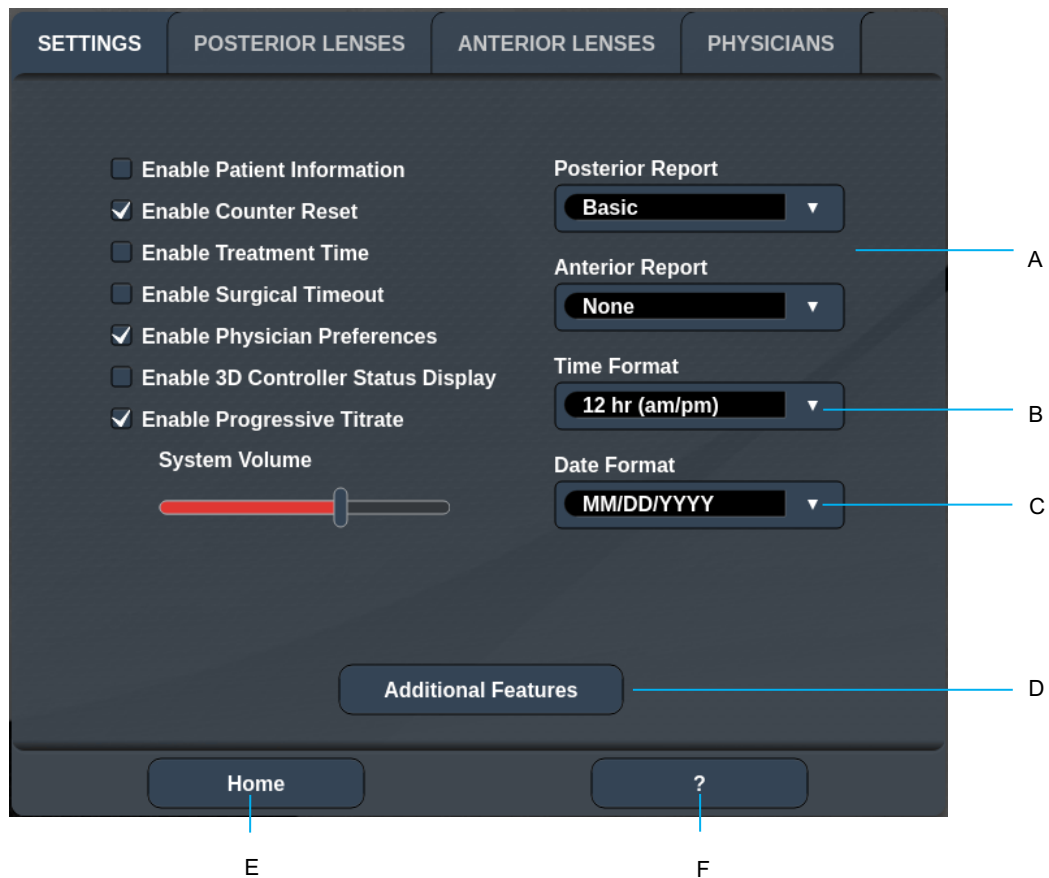 SETTINGS POSTERIOR LENSES ANTERIOR LENSES PHYSICIANS
Enable Patient Information
Enable Counter Reset
Enable Treatment Time
Enable Surgical Timeout
Enable Physician Preferences
Enable 3D Controller Status Display
Enable Progressive Titrate
System Volume
Posterior Report
Basic
Anterior Report
None
Time Format
12 hr (am/pm)
Date Format
MM/DD/YYYY
A
B
C
Additional Features
D
Home ?
E F